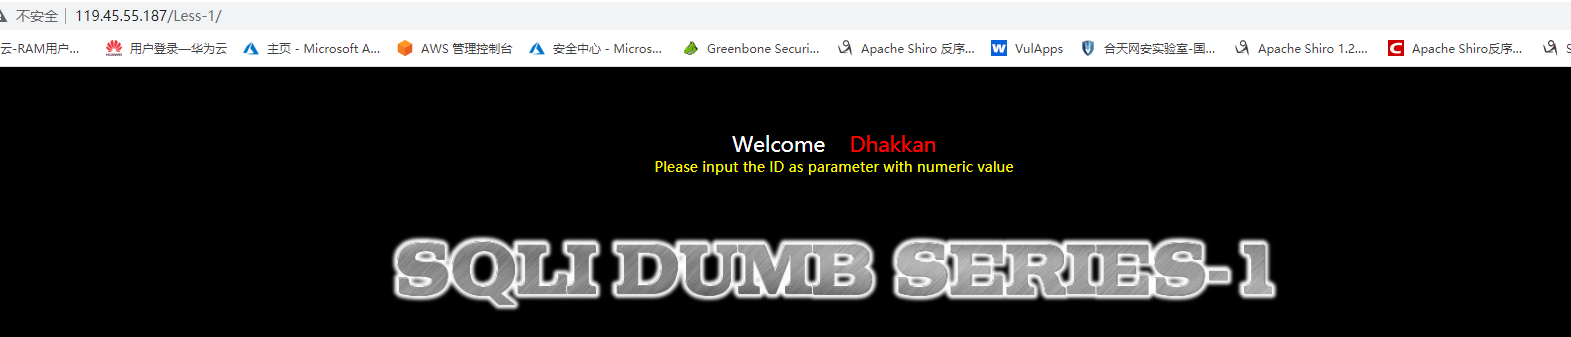 不安全 | 119.45.55.187/Less-1/
云-RAM用户... 用户登录—华为云 主页 - Microsoft A... AWS 管理控制台 安全中心 - Micros... Greenbone Securi... Apache Shiro 反序... VulApps 合天网安实验室-国... Apache Shiro 1.2.... Apache Shiro反序... S
Welcome Dhakkan
Please input the ID as parameter with numeric value
SQLI DUMB SERIES-1